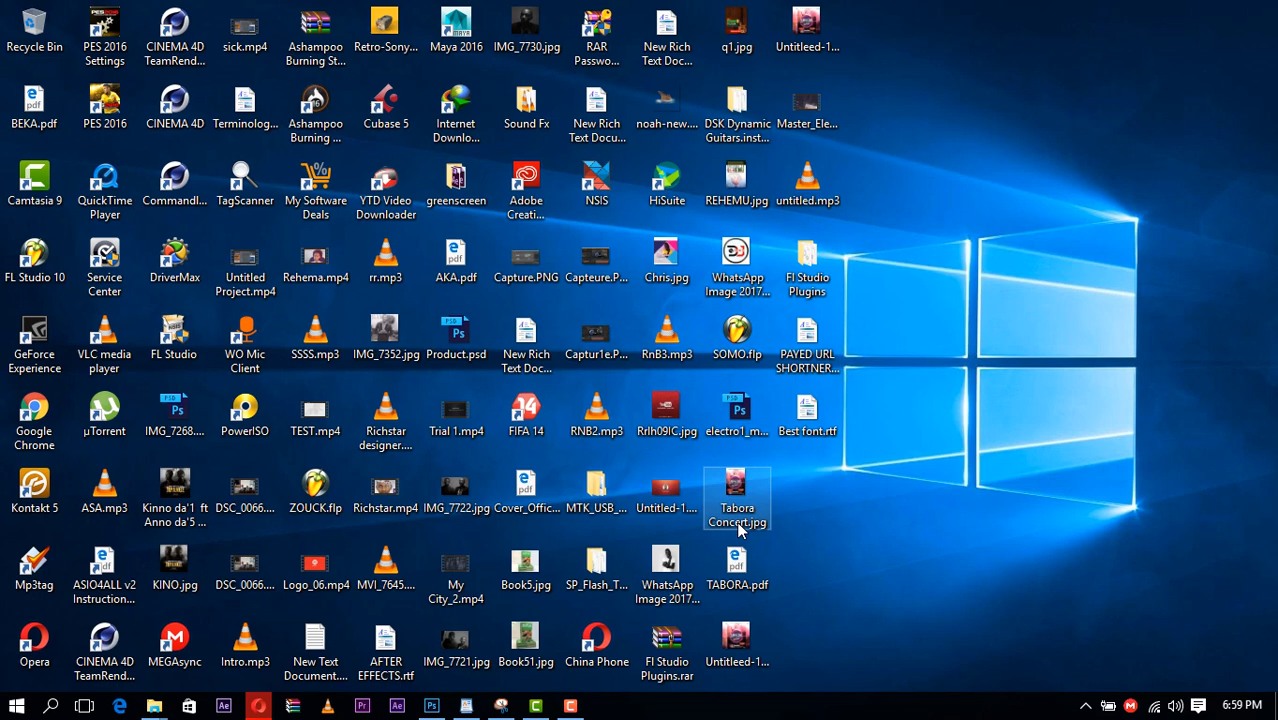 Recycle Bin
PES 2016
Settings
CINEMA 4D
TeamRend...
sick.mp4
Ashampoo
Burning St...
Retro-Sony...
Maya 2016
IMG_7730.jpg
RAR
Passwo...
New Rich
Text Doc...
q1.jpg
Untitleed-1...
BEKA.pdf
PES 2016
CINEMA 4D
Terminolog...
Ashampoo
Burning ...
Cubase 5
Internet
Downlo...
Sound Fx
New Rich
Text Docu...
noah-new....
DSK Dynamic
Guitars.inst...
Master_Ele...
Camtasia 9
QuickTime
Player
CommandI...
TagScanner
My Software
Deals
YTD Video
Downloader
greenscreen
Adobe
Creati...
NSIS
HiSuite
REHEMU.jpg
untitled.mp3
FL Studio 10
Service
Center
DriverMax
Untitled
Project.mp4
Rehema.mp4
rr.mp3
AKA.pdf
Capture.PNG
Capteure.P...
Chris.jpg
WhatsApp
Image 2017...
Fl Studio
Plugins
GeForce
Experience
VLC media
player
FL Studio
WO Mic
Client
SSSS.mp3
IMG_7352.jpg
Product.psd
New Rich
Text Doc...
Captur1e.P...
RnB3.mp3
SOMO.flp
PAYED URL
SHORTNER...
Google
Chrome
µTorrent
IMG_7268....
PowerISO
TEST.mp4
Richstar
designer....
Trial 1.mp4
FIFA 14
RNB2.mp3
Rrlh09IC.jpg
electro1_m...
Best font.rtf
Kontakt 5
ASA.mp3
Kinno da'1 ft
Anno da'5 ...
DSC_0066....
ZOUCK.flp
Richstar.mp4
IMG_7722.jpg
Cover_Offic...
MTK_USB_...
Untitled-1....
Tabora
Concert.jpg
Mp3tag
ASIO4ALL v2
Instruction...
KINO.jpg
DSC_0066....
Logo_06.mp4
MVI_7645....
My
City_2.mp4
Book5.jpg
SP_Flash_T...
WhatsApp
Image 2017...
TABORA.pdf
Opera
CINEMA 4D
TeamRend...
MEGAsync
Intro.mp3
New Text
Document....
AFTER
EFFECTS.rtf
IMG_7721.jpg
Book51.jpg
China Phone
Fl Studio
Plugins.rar
Untitleed-1...
6:59 PM